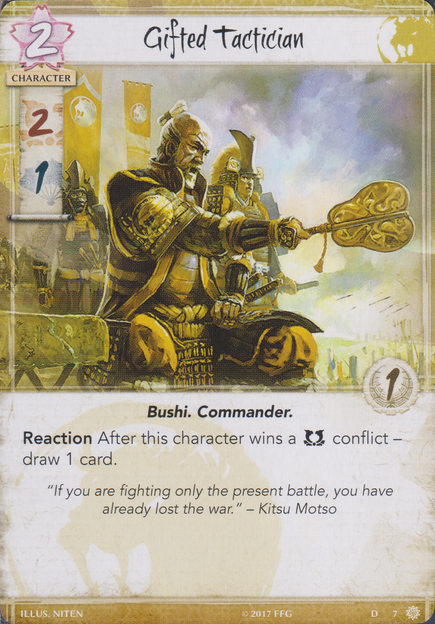 Gifted Tactician
2
CHARACTER
2
1
1
Bushi. Commander.
Reaction After this character wins a conflict –
draw 1 card.
“If you are fighting only the present battle, you have
already lost the war.” – Kitsu Motso
ILLUS. NITEN © 2017 FFG D 7